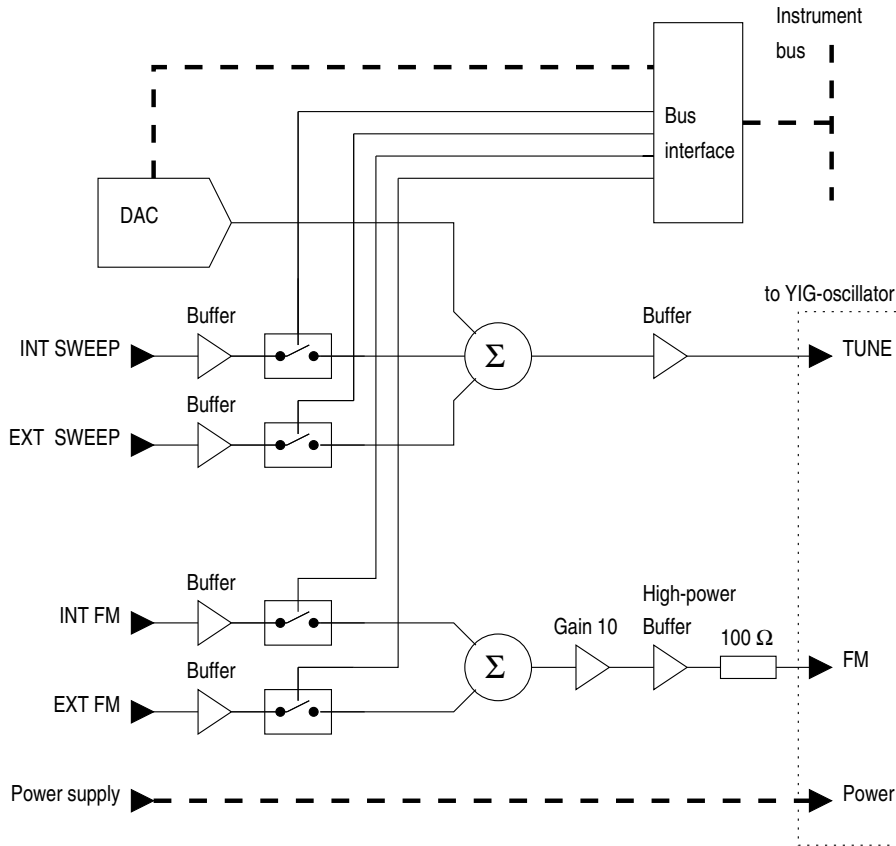 Instrument
bus
Bus
interface
DAC
to YIG-oscillator
Buffer
INT SWEEP
Σ
Buffer
TUNE
Buffer
EXT SWEEP
Buffer
INT FM
High-power
Gain 10
Buffer
100 Ω
Σ
FM
Buffer
EXT FM
Power supply
Power